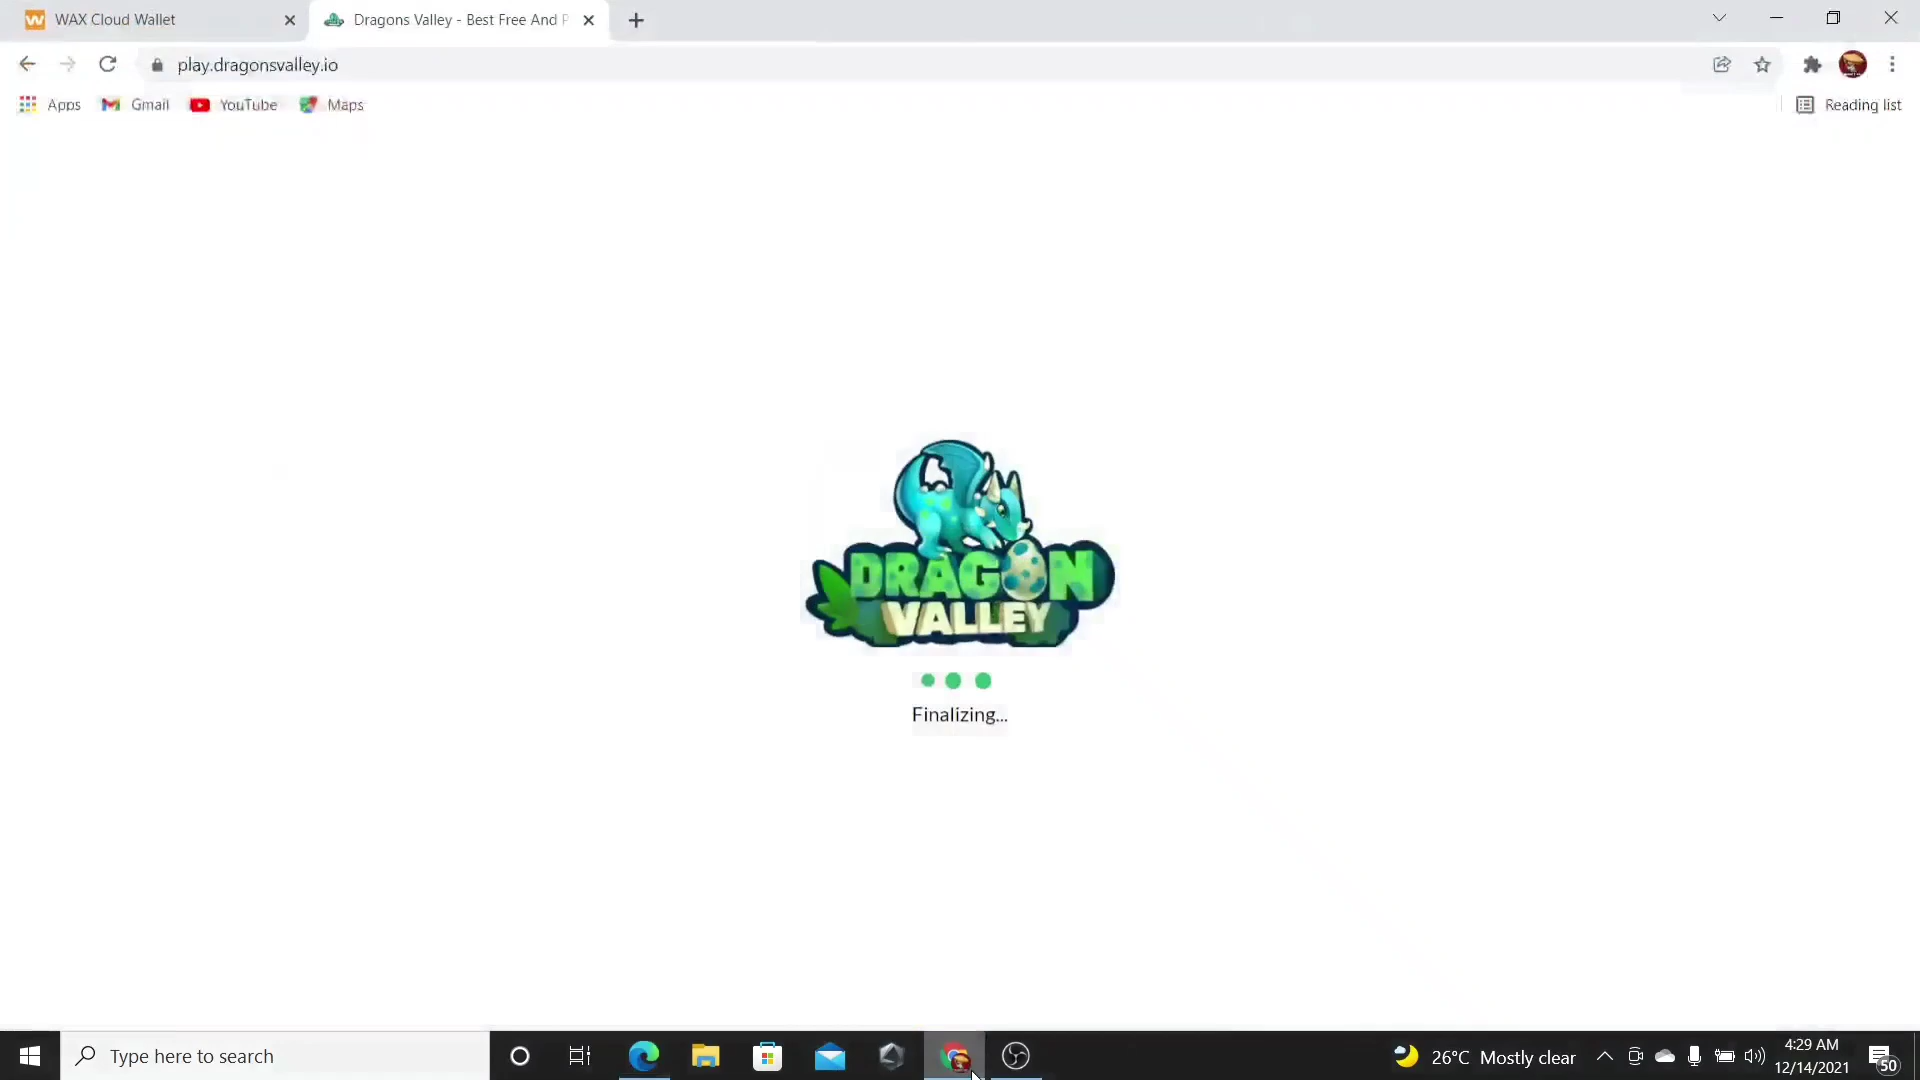 WAX Cloud Wallet
Dragons Valley - Best Free And P
play.dragonsvalley.io
Apps
Gmail
YouTube
Maps
Reading list
DRAGON
VALLEY
Finalizing...
Type here to search
26°C Mostly clear
4:29 AM
12/14/2021
50